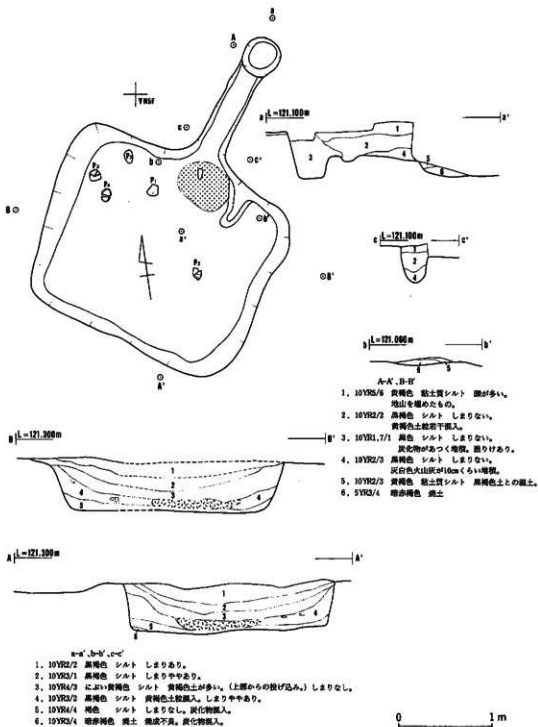 a
A
YH5F
c
b
c'
B
B'
a'
B'
A'
P₁
P₂
a L=121.100m a'
1
2
3
4
5
6
c L=121.100m c'
1
2
4
b L=121.060m b'
6
5
A-A'、B-B'
1. 10YR5/6 黄褐色 粘土質シルト 礫が多い。
地山を埋めたもの。
2. 10YR2/2 黒褐色 シルト しまりない。
黄褐色土粒若干混入。
3. 10YR1.7/1 黒色 シルト しまりない。
炭化物があつく堆積。湿りけあり。
4. 10YR2/3 黒褐色 シルト しまりない。
灰白色火山灰が10cmくらい堆積。
5. 10YR2/3 黄褐色 粘土質シルト 黒褐色土との混土。
6. 5YR3/4 暗赤褐色 焼土
B L=121.300m B'
1
2
3
4
4
5
A L=121.300m A'
1
2
3
4
5
6
a-a'、b-b'、c-c'
1. 10YR2/2 黒褐色 シルト しまりあり。
2. 10YR3/1 黒褐色 シルト しまりややあり。
3. 10YR4/3 にぶい黄褐色 シルト 黄褐色土が多い。(上部からの投げ込み。)しまりなし。
4. 10YR3/2 黒褐色 シルト 黄褐色土粒混入。しまりややあり。
5. 10YR4/4 褐色 シルト しまりなし。炭化物混入。
6. 10YR3/4 暗赤褐色 焼土 焼成不良。炭化物混入。
0 1m